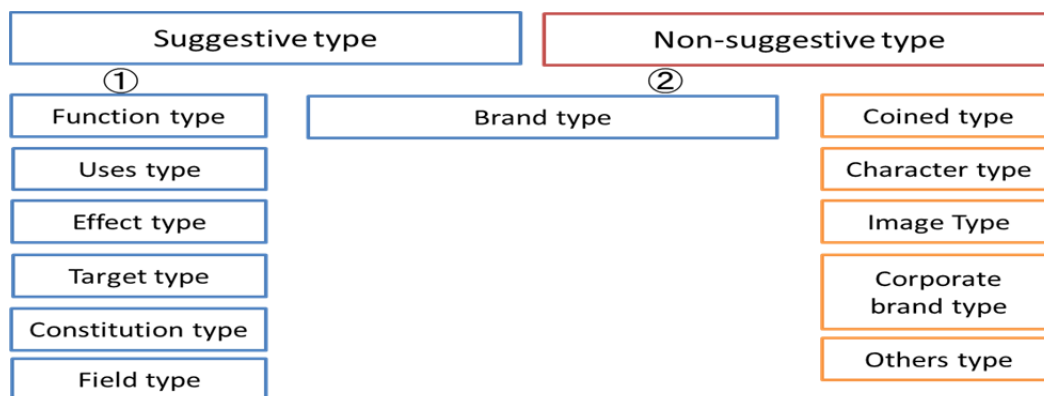 Suggestive type
Non-suggestive type
①
②
Function type
Brand type
Coined type
Uses type
Character type
Effect type
Image Type
Target type
Corporate
brand type
Constitution type
Others type
Field type